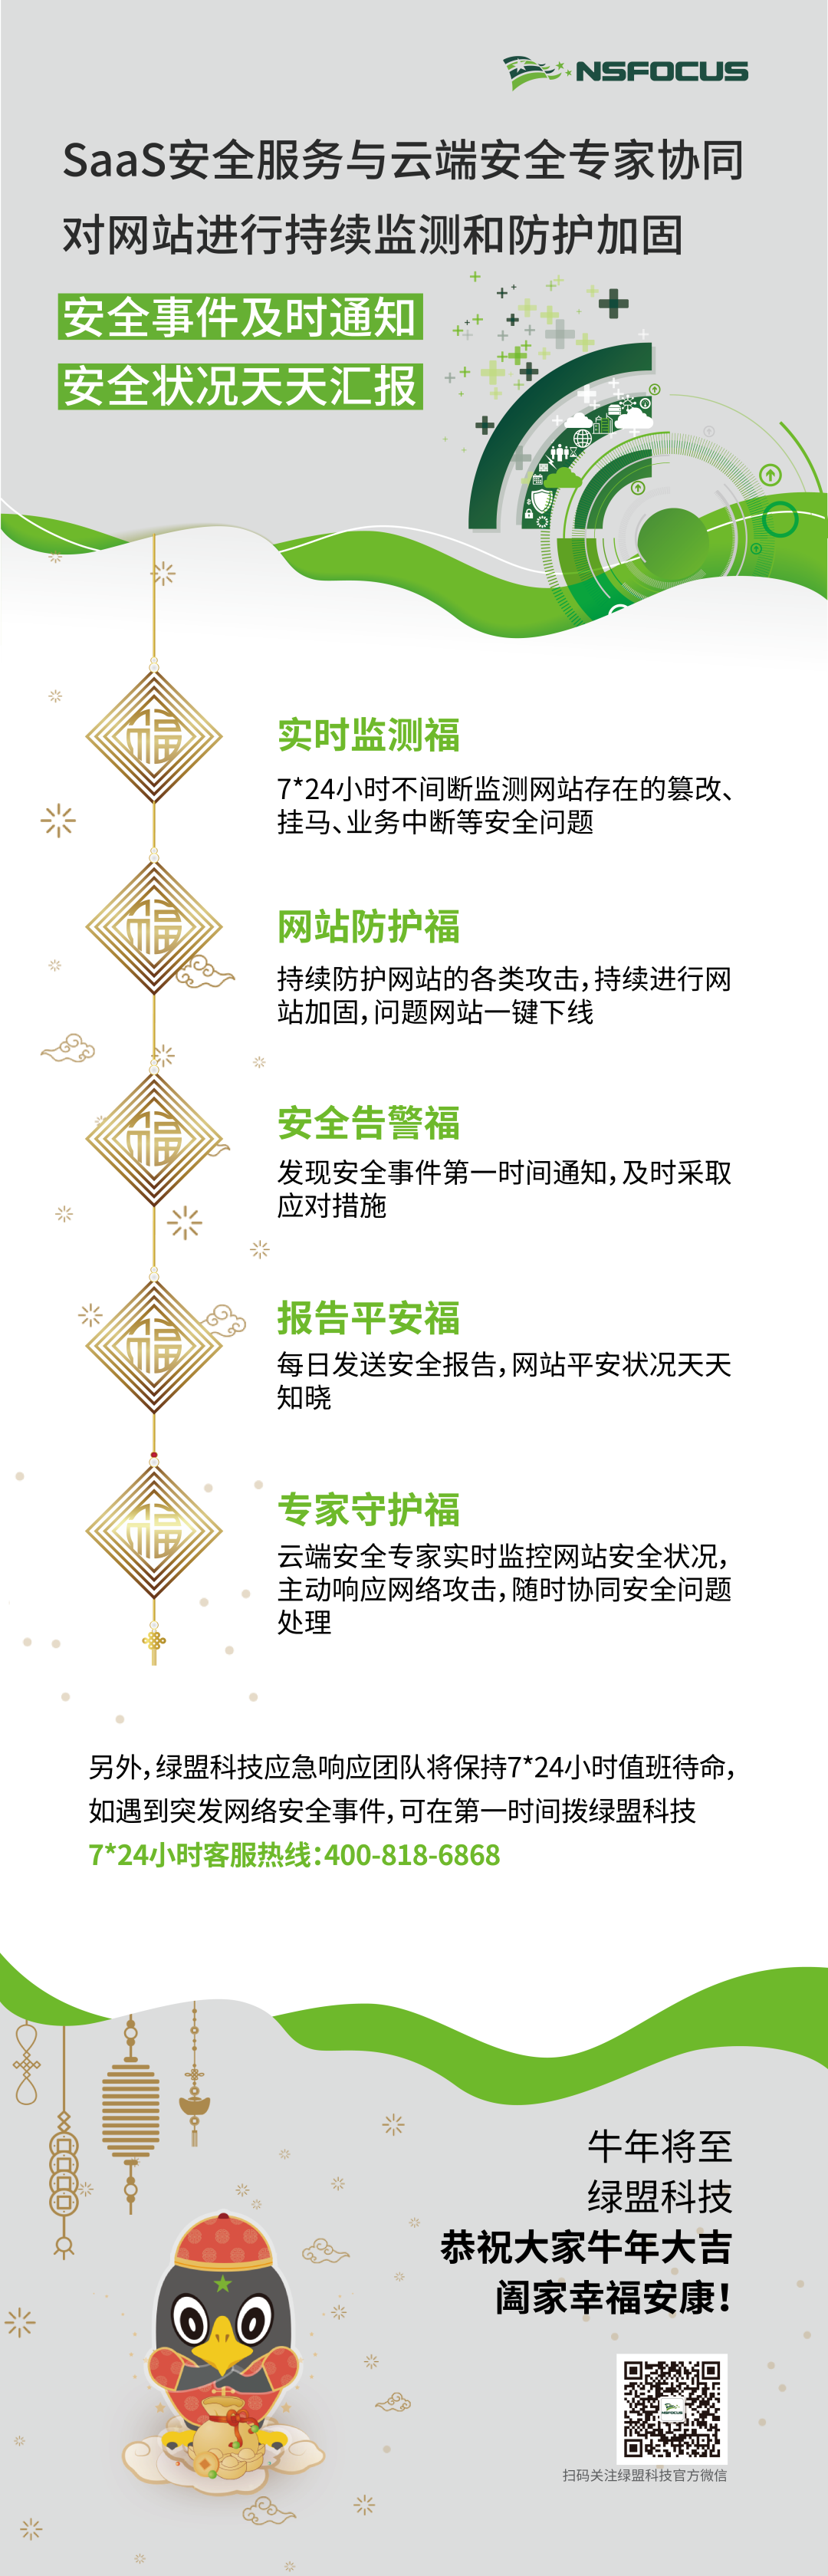 NSFOCUS
SaaS安全服务与云端安全专家协同
对网站进行持续监测和防护加固
安全事件及时通知
安全状况天天汇报
福
实时监测福
7*24小时不间断监测网站存在的篡改、
挂马、业务中断等安全问题
福
网站防护福
持续防护网站的各类攻击，持续进行网
站加固，问题网站一键下线
福
安全告警福
发现安全事件第一时间通知，及时采取
应对措施
福
报告平安福
每日发送安全报告，网站平安状况天天
知晓
福
专家守护福
云端安全专家实时监控网站安全状况，
主动响应网络攻击，随时协同安全问题
处理
另外，绿盟科技应急响应团队将保持7*24小时值班待命，
如遇到突发网络安全事件，可在第一时间拨绿盟科技
7*24小时客服热线：400-818-6868
牛年将至
绿盟科技
恭祝大家牛年大吉
阖家幸福安康！
NSFOCUS
扫码关注绿盟科技官方微信